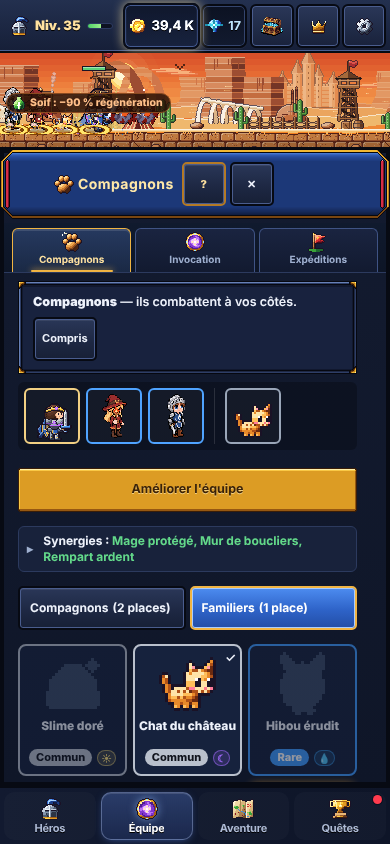 Niv. 35
39,4 K
17
Soif : −90 % régénération
Compagnons
?
×
Compagnons
Invocation
Expéditions
Compagnons — ils combattent à vos côtés.
Compris
Améliorer l'équipe
▸ Synergies : Mage protégé, Mur de boucliers,
Rempart ardent
Compagnons (2 places)
Familiers (1 place)
Slime doré
Chat du château
Hibou érudit
Commun
Commun
Rare
Héros
Équipe
Aventure
Quêtes